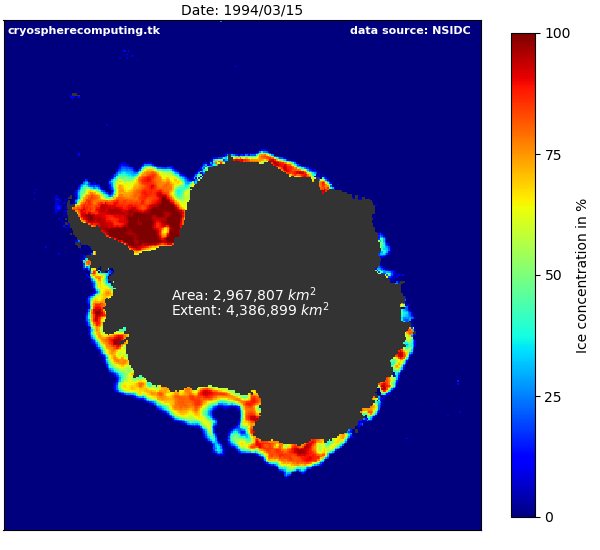 Date: 1994/03/15
cryospherecomputing.tk
data source: NSIDC
100
75
50
25
0
Ice concentration in %
Area: 2,967,807 km²
Extent: 4,386,899 km²